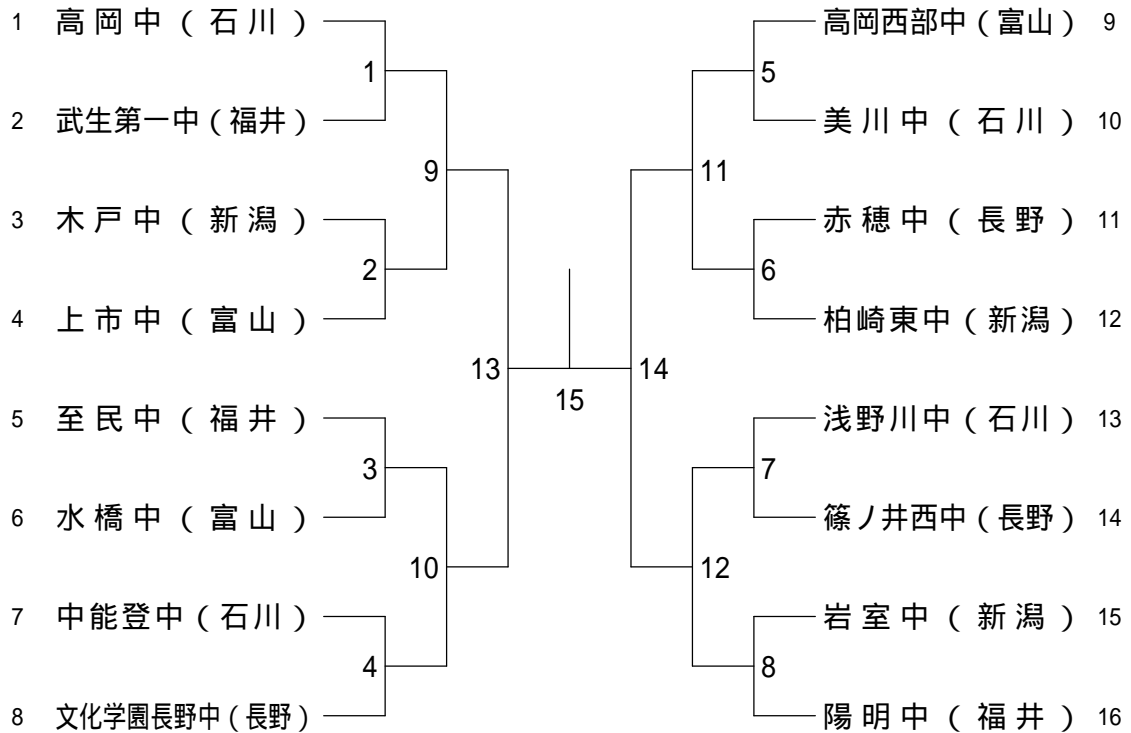 1 高岡中(石川)
2 武生第一中(福井)
3 木戸中(新潟)
4 上市中(富山)
5 至民中(福井)
6 水橋中(富山)
7 中能登中(石川)
8 文化学園長野中(長野)
1
2
3
4
9
10
13
15
14
11
12
5
6
7
8
高岡西部中(富山) 9
美川中(石川) 10
赤穂中(長野) 11
柏崎東中(新潟) 12
浅野川中(石川) 13
篠ノ井西中(長野) 14
岩室中(新潟) 15
陽明中(福井) 16